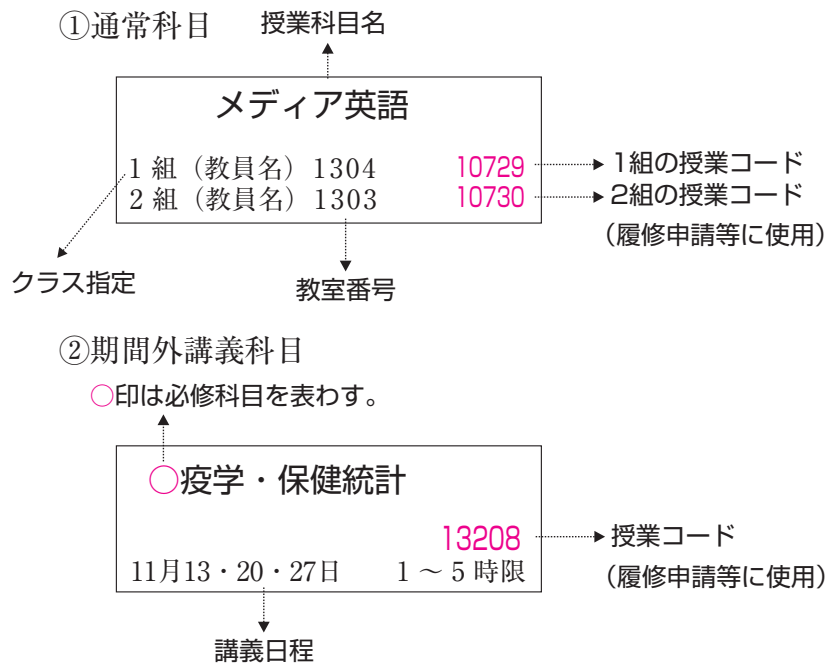 ①通常科目
授業科目名
メディア英語
1 組（教員名）1304 10729 1組の授業コード
2 組（教員名）1303 10730 2組の授業コード
（履修申請等に使用）
クラス指定
教室番号
②期間外講義科目
○印は必修科目を表わす。
○疫学・保健統計
13208 授業コード
11月13・20・27日 1 ～ 5 時限 （履修申請等に使用）
講義日程